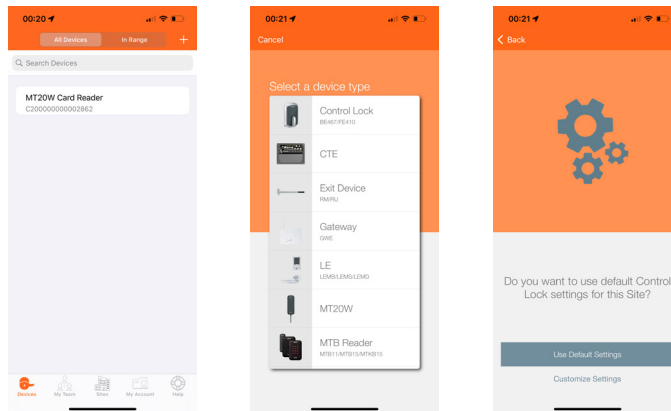 00:20
All Devices
In Range
+
Search Devices
MT20W Card Reader
C200000000002862
Devices
My Team
Sites
My Account
Help
00:21
Cancel
Select a device type
Control Lock
BE467/FE410
CTE
Exit Device
RM/RU
Gateway
GWE
LE
LEMB/LEMS/LEMD
MT20W
MTB Reader
MTB11/MTB15/MTKB15
00:21
Back
Do you want to use default Control
Lock settings for this Site?
Use Default Settings
Customize Settings